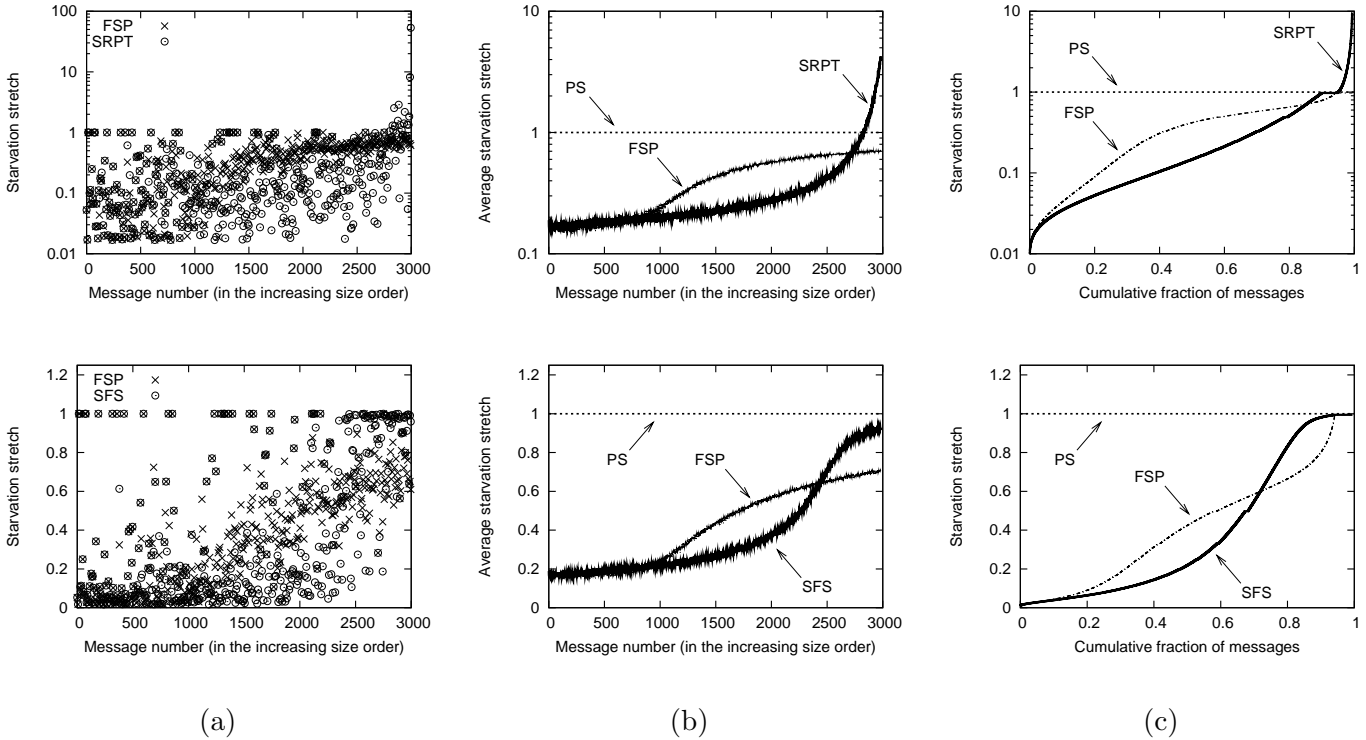 FSP
SRPT
100
10
1
0.1
0.01
Starvation stretch
0 500 1000 1500 2000 2500 3000
Message number (in the increasing size order)
10
1
0.1
Average starvation stretch
PS
FSP
SRPT
0 500 1000 1500 2000 2500 3000
Message number (in the increasing size order)
10
1
0.1
0.01
Starvation stretch
PS
FSP
SRPT
0 0.2 0.4 0.6 0.8 1
Cumulative fraction of messages
FSP
SFS
1.2
1
0.8
0.6
0.4
0.2
0
Starvation stretch
0 500 1000 1500 2000 2500 3000
Message number (in the increasing size order)
1.2
1
0.8
0.6
0.4
0.2
0
Average starvation stretch
PS
FSP
SFS
0 500 1000 1500 2000 2500 3000
Message number (in the increasing size order)
1.2
1
0.8
0.6
0.4
0.2
0
Starvation stretch
PS
FSP
SFS
0 0.2 0.4 0.6 0.8 1
Cumulative fraction of messages
(a) (b) (c)